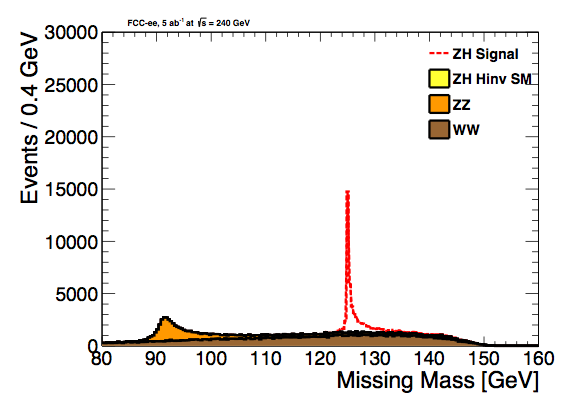 FCC-ee, 5 ab⁻¹ at √s = 240 GeV
Events / 0.4 GeV
30000
25000
20000
15000
10000
5000
0
ZH Signal
ZH Hinv SM
ZZ
WW
80 90 100 110 120 130 140 150 160
Missing Mass [GeV]